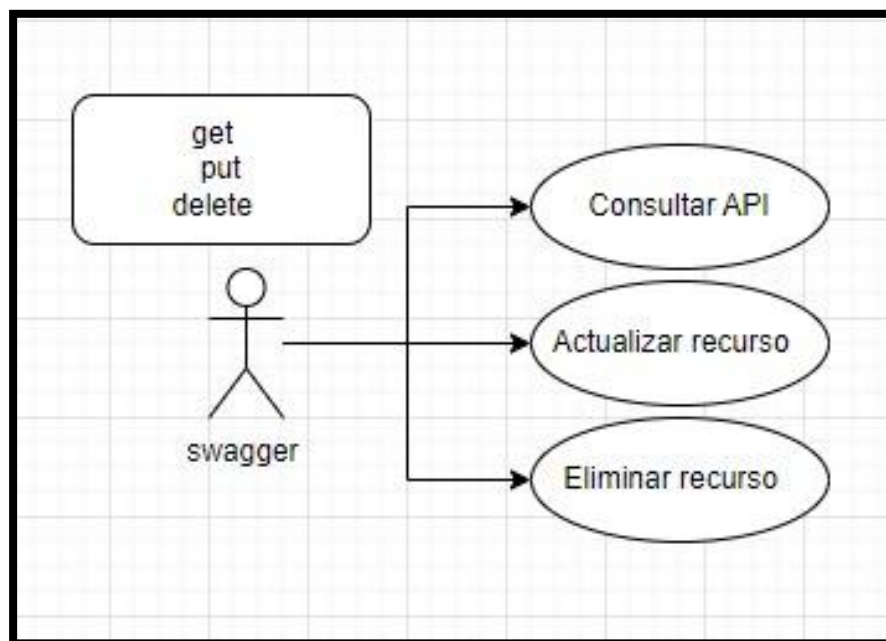 get
put
delete
swagger
Consultar API
Actualizar recurso
Eliminar recurso